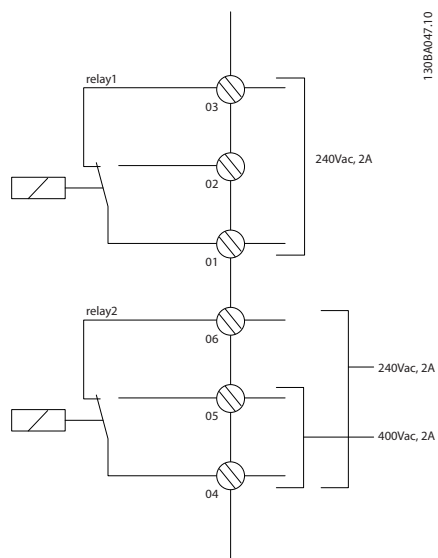 130BA047.10
relay1
03
02
240Vac, 2A
01
relay2
06
240Vac, 2A
05
400Vac, 2A
04